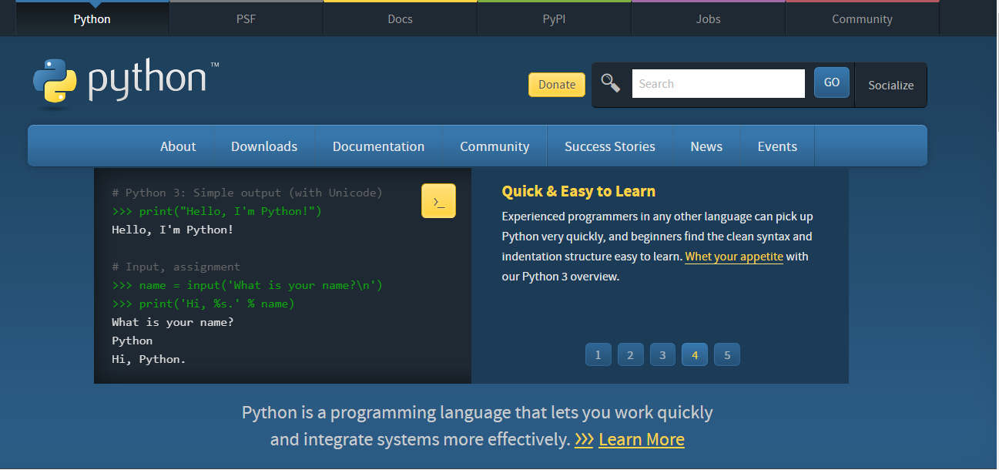 Python PSF Docs PyPI Jobs Community
python™
Donate Search GO Socialize
About Downloads Documentation Community Success Stories News Events
# Python 3: Simple output (with Unicode)
>>> print("Hello, I'm Python!")
Hello, I'm Python!
# Input, assignment
>>> name = input('What is your name?\n')
>>> print('Hi, %s.' % name)
What is your name?
Python
Hi, Python.
>_
Quick & Easy to Learn
Experienced programmers in any other language can pick up
Python very quickly, and beginners find the clean syntax and
indentation structure easy to learn. Whet your appetite with
our Python 3 overview.
1 2 3 4 5
Python is a programming language that lets you work quickly
and integrate systems more effectively. >>> Learn More